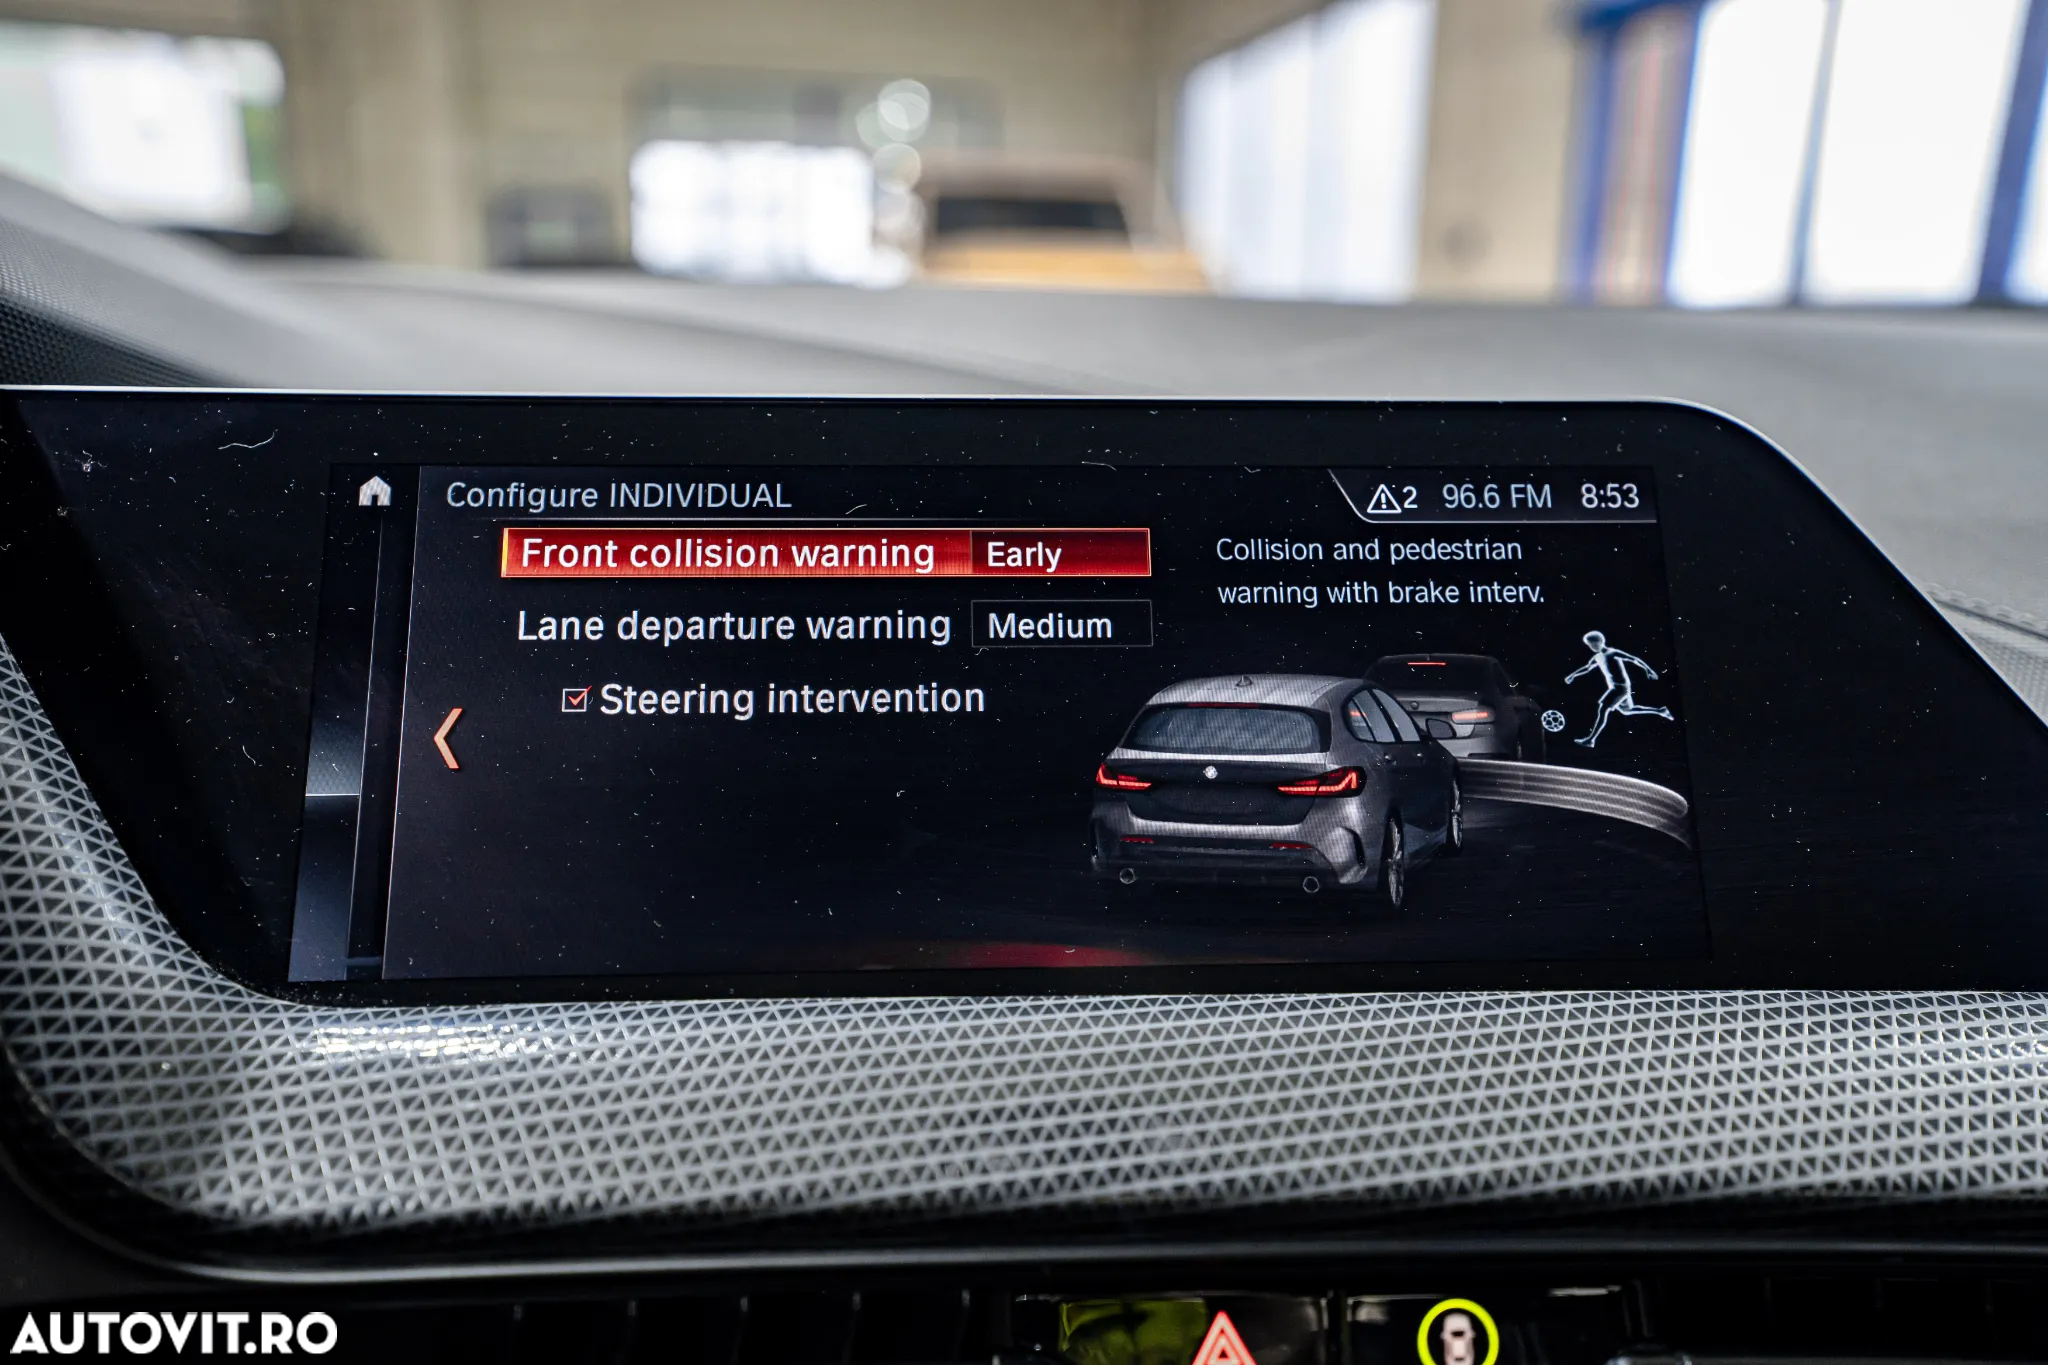 Configure INDIVIDUAL
2 96.6 FM 8:53
Front collision warning Early
Lane departure warning Medium
Steering intervention
Collision and pedestrian
warning with brake interv.
AUTOVIT.RO